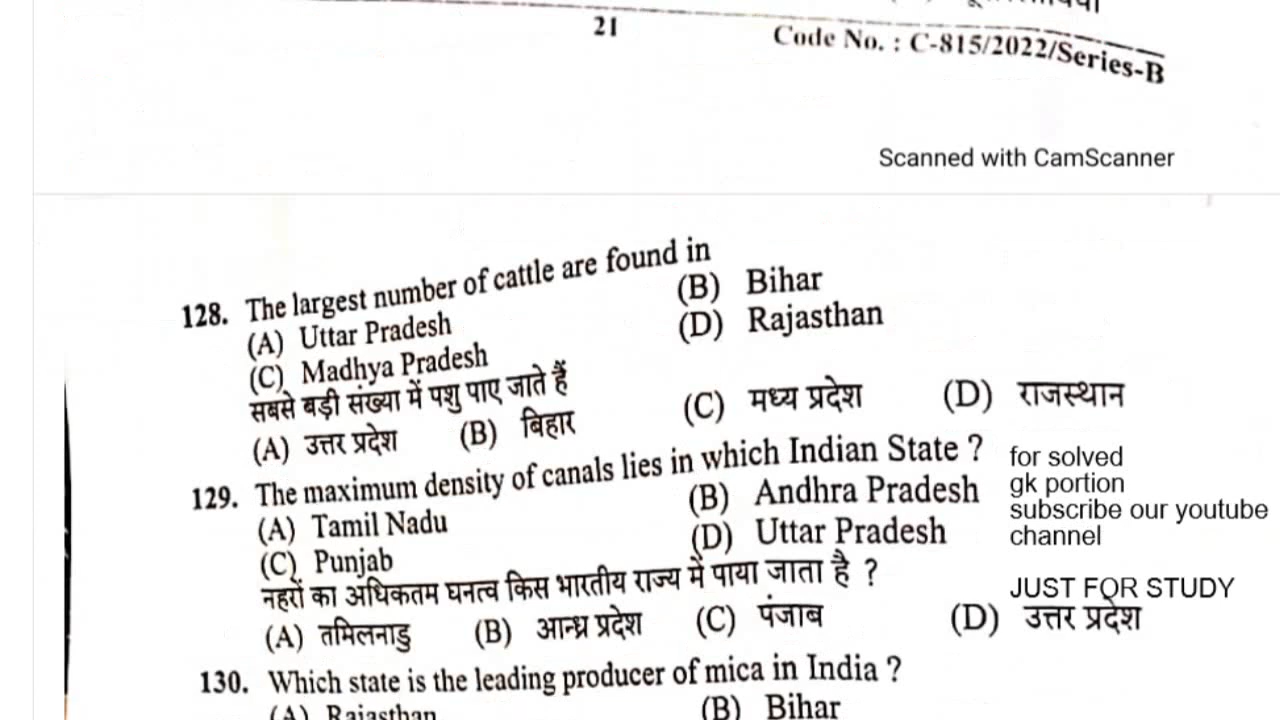 21
Code No. : C-815/2022/Series-B
Scanned with CamScanner
128. The largest number of cattle are found in
(A) Uttar Pradesh (B) Bihar
(C) Madhya Pradesh (D) Rajasthan
सबसे बड़ी संख्या में पशु पाए जाते हैं
(A) उत्तर प्रदेश (B) बिहार (C) मध्य प्रदेश (D) राजस्थान
129. The maximum density of canals lies in which Indian State ?
(A) Tamil Nadu (B) Andhra Pradesh
(C) Punjab (D) Uttar Pradesh
नहरों का अधिकतम घनत्व किस भारतीय राज्य में पाया जाता है ?
(A) तमिलनाडु (B) आन्ध्र प्रदेश (C) पंजाब (D) उत्तर प्रदेश
for solved
gk portion
subscribe our youtube
channel
JUST FOR STUDY
130. Which state is the leading producer of mica in India ?
(A) Rajasthan (B) Bihar